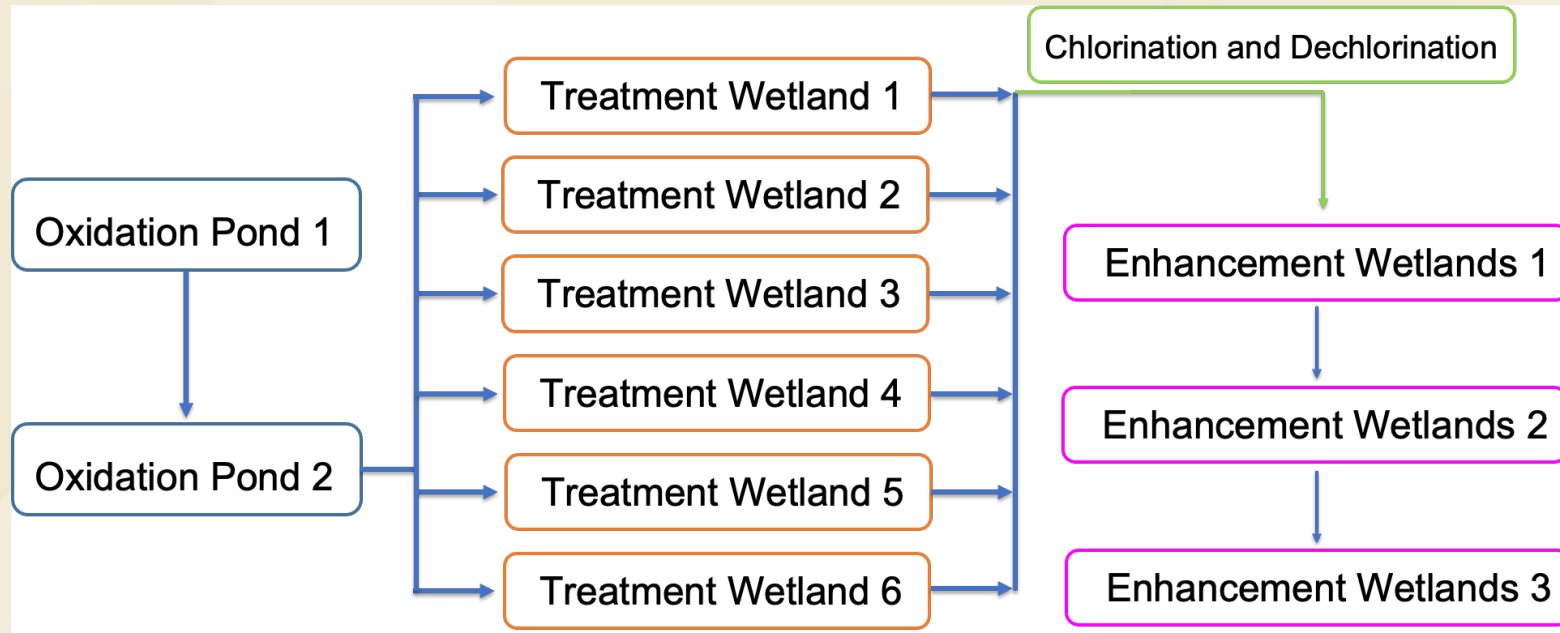 Oxidation Pond 1
Oxidation Pond 2
Treatment Wetland 1
Treatment Wetland 2
Treatment Wetland 3
Treatment Wetland 4
Treatment Wetland 5
Treatment Wetland 6
Chlorination and Dechlorination
Enhancement Wetlands 1
Enhancement Wetlands 2
Enhancement Wetlands 3